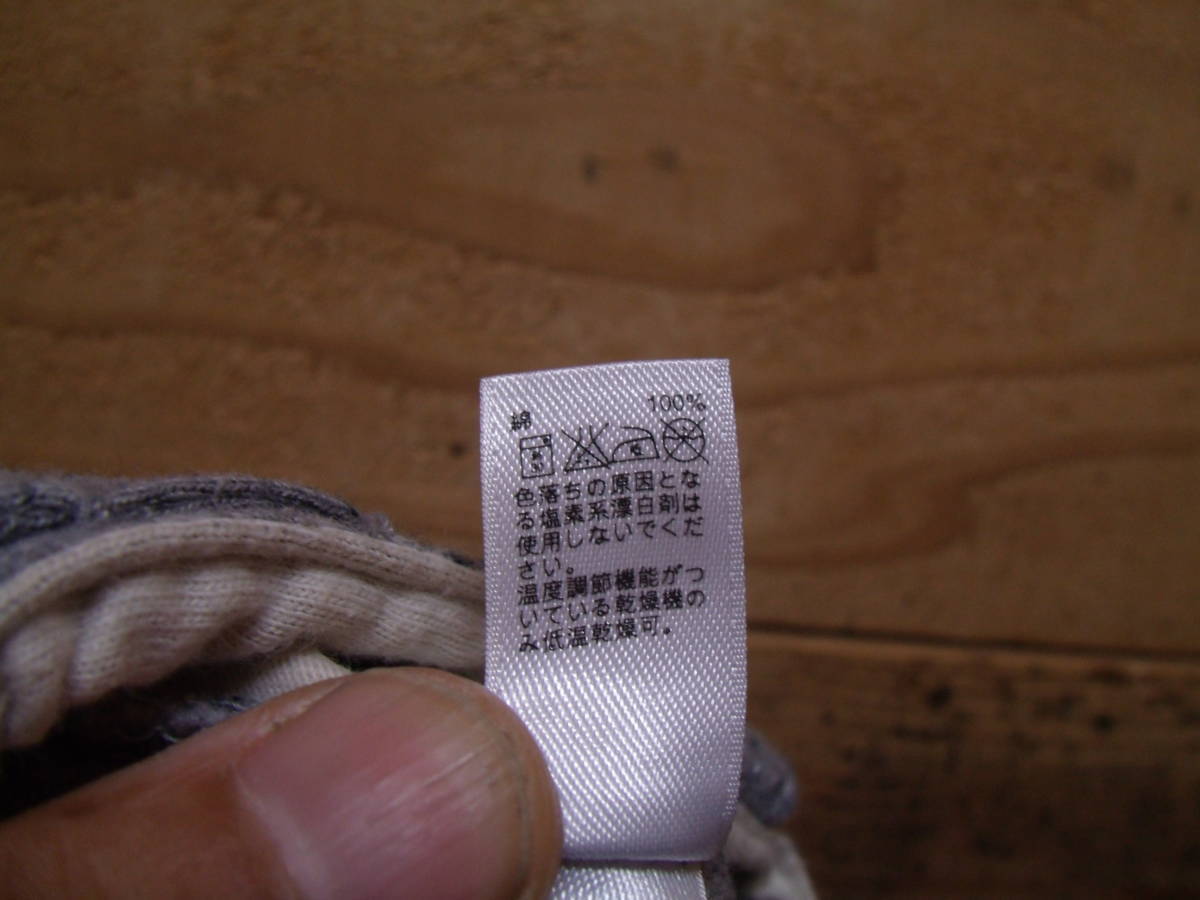 綿 100%
色落ちの原因とな
る塩素系漂白剤は
使用しないでくだ
さい。
温度調節機能がつ
いている乾燥機の
み低温乾燥可。